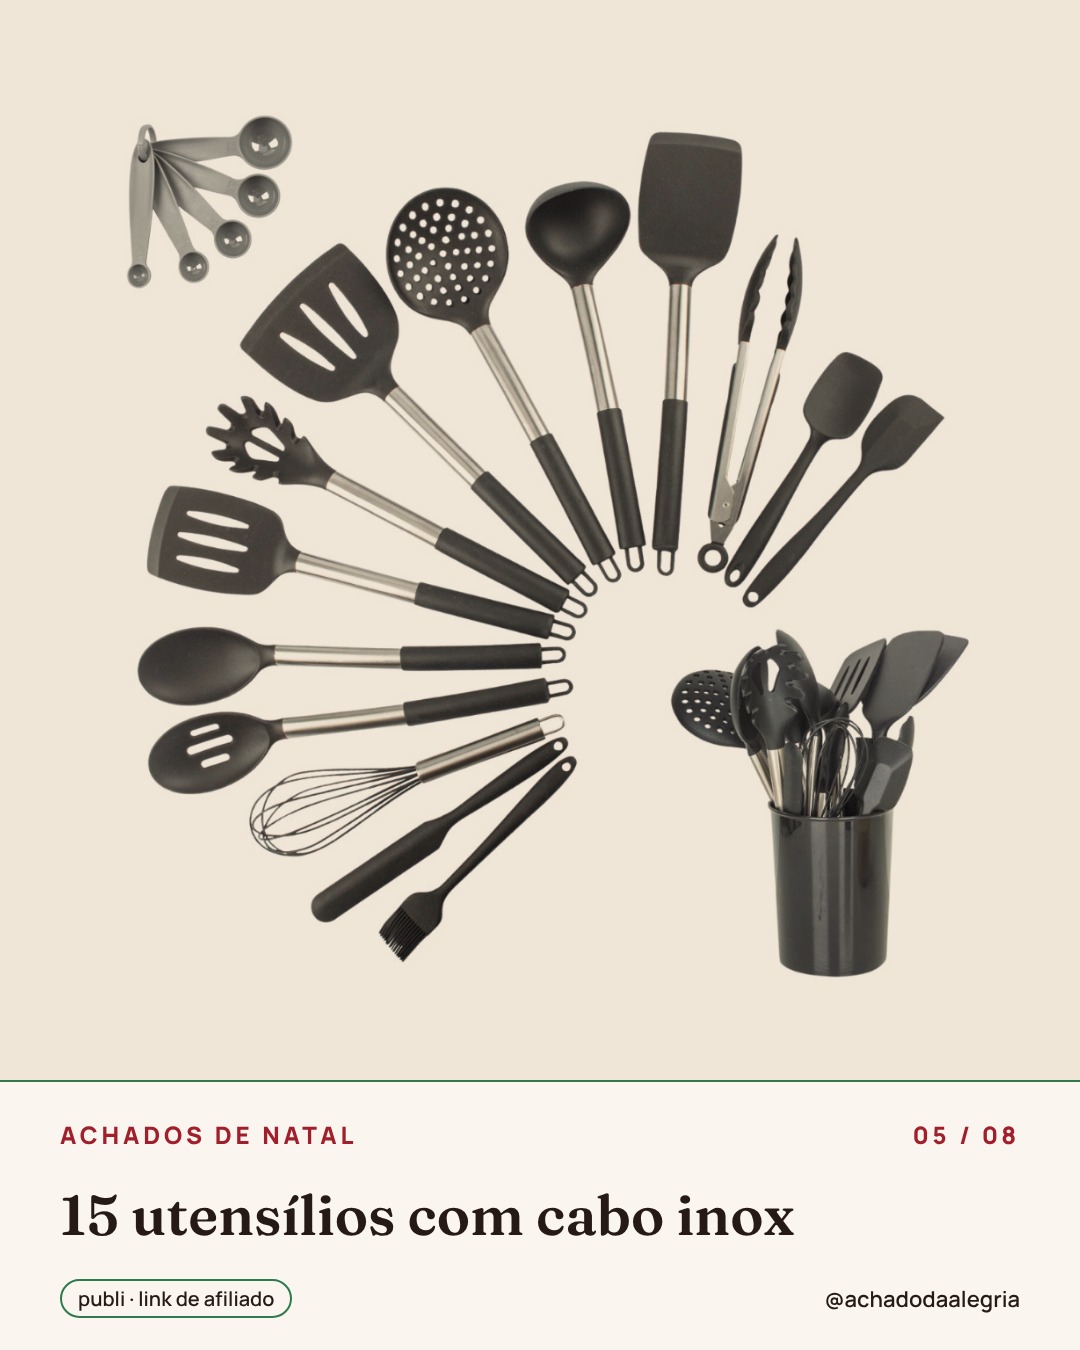 ACHADOS DE NATAL
05 / 08
15 utensílios com cabo inox
publi · link de afiliado
@achadodaalegria